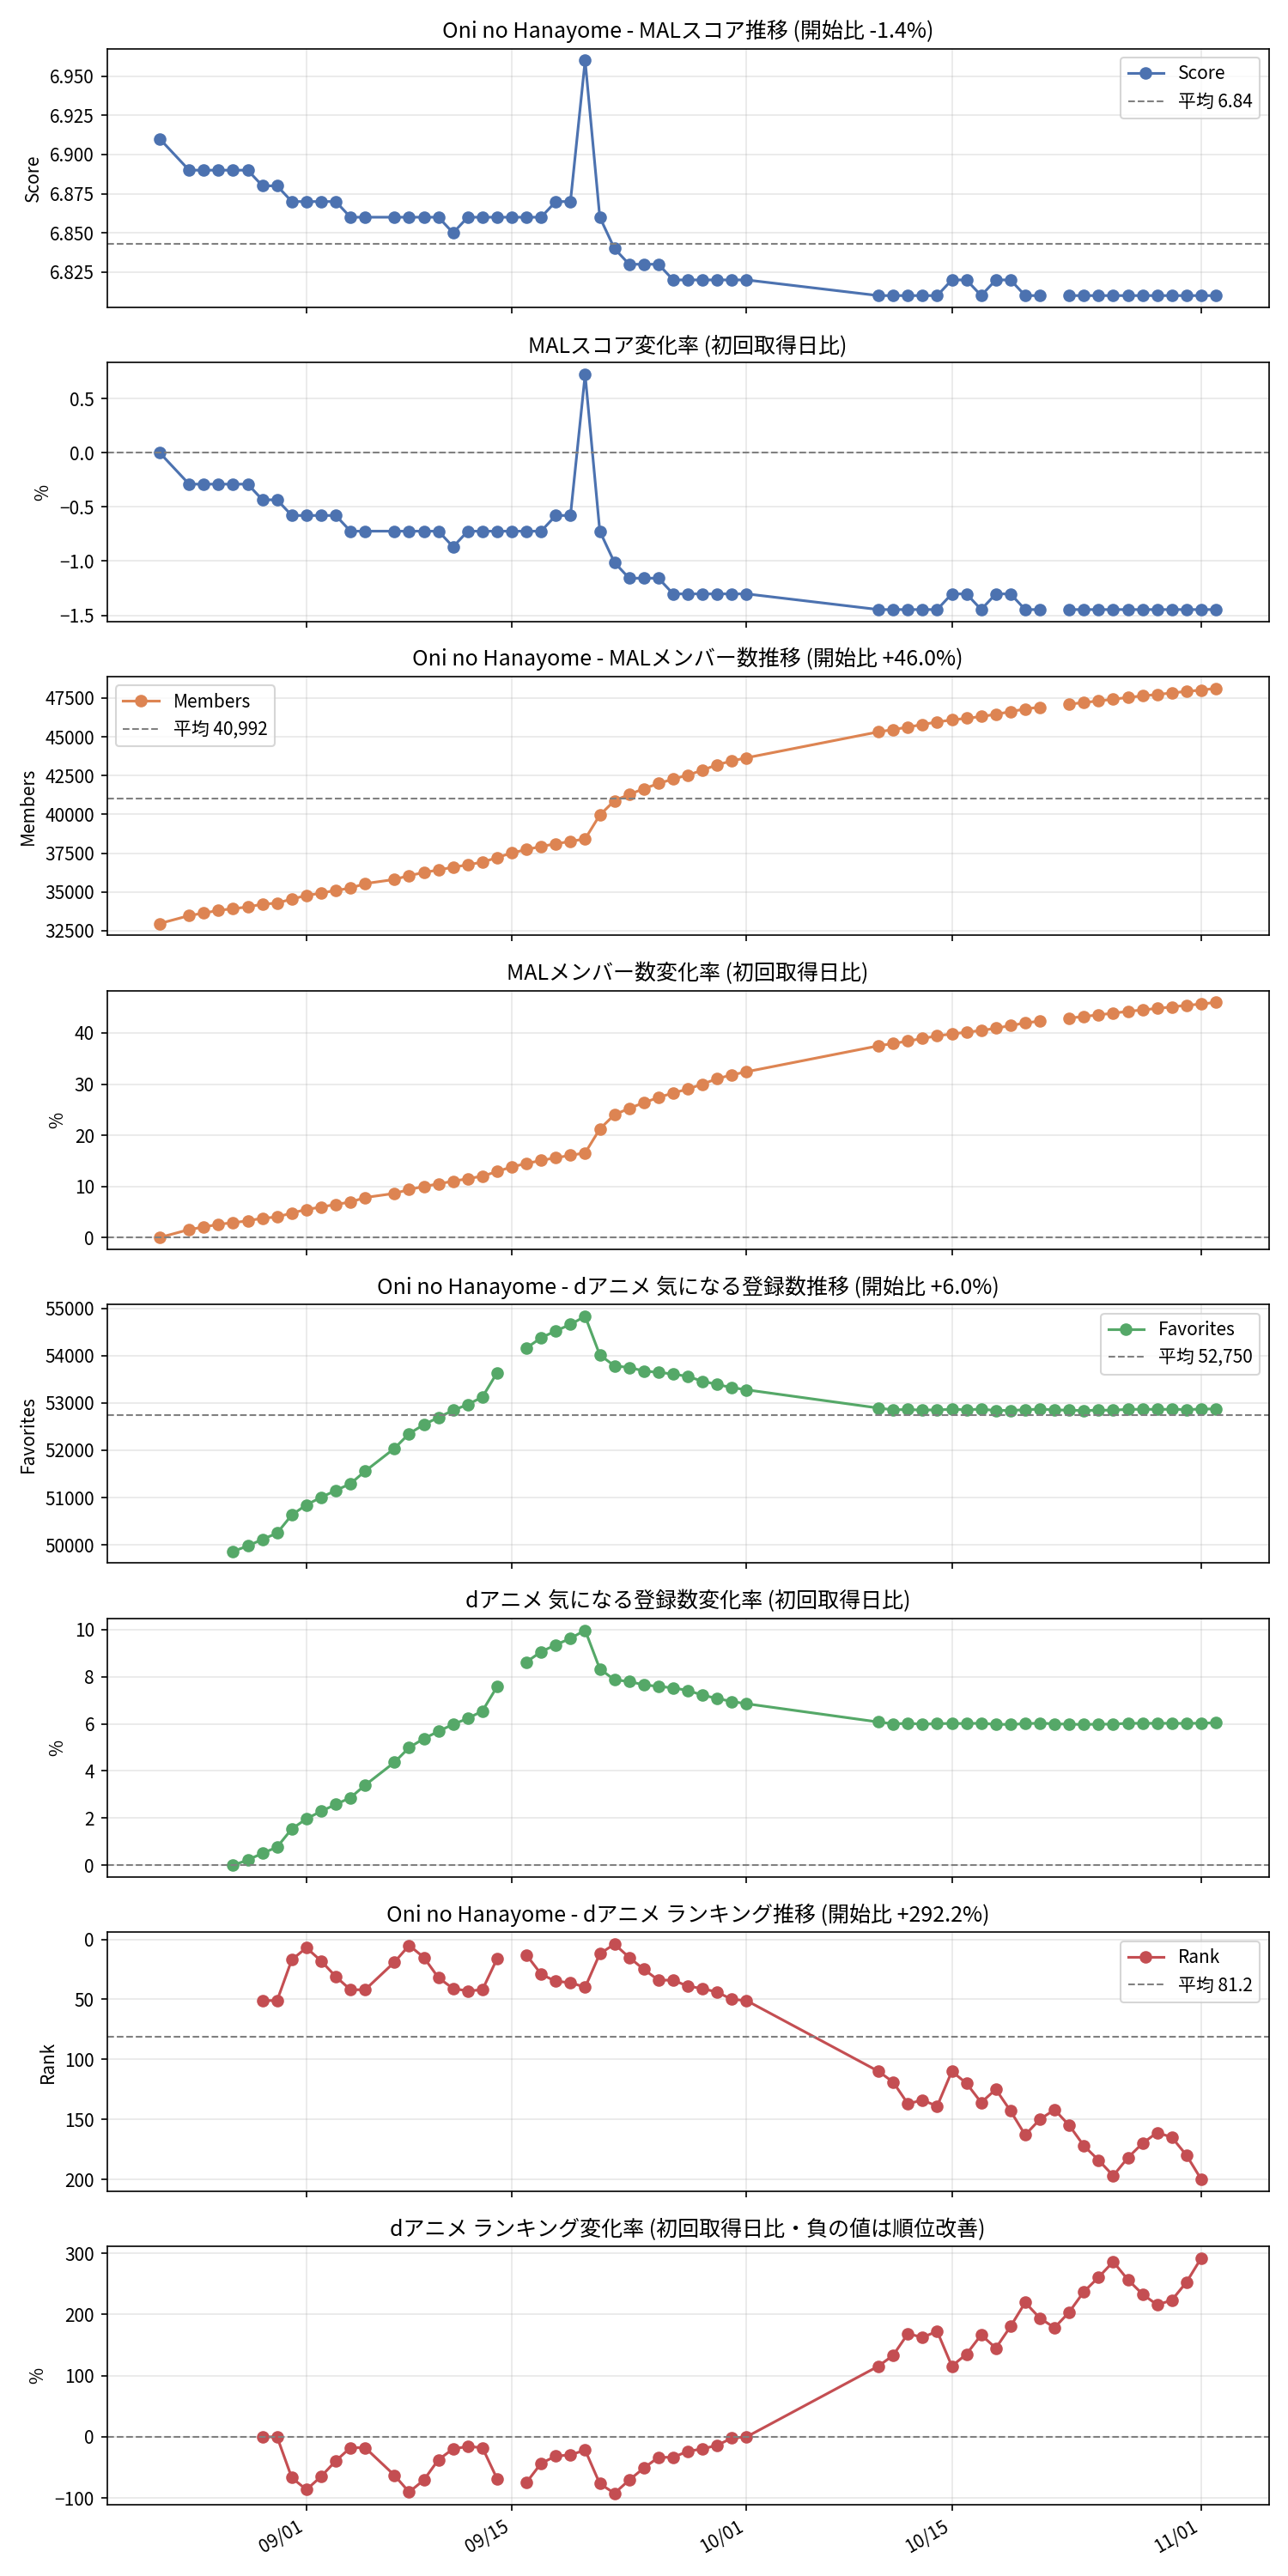 Oni no Hanayome - MALスコア推移 (開始比 -1.4%)
Score
6.950
6.925
6.900
6.875
6.850
6.825
Score
平均 6.84
MALスコア変化率 (初回取得日比)
%
0.5
0.0
−0.5
−1.0
−1.5
Oni no Hanayome - MALメンバー数推移 (開始比 +46.0%)
Members
47500
45000
42500
40000
37500
35000
32500
Members
平均 40,992
MALメンバー数変化率 (初回取得日比)
%
40
30
20
10
0
Oni no Hanayome - dアニメ 気になる登録数推移 (開始比 +6.0%)
Favorites
55000
54000
53000
52000
51000
50000
Favorites
平均 52,750
dアニメ 気になる登録数変化率 (初回取得日比)
%
10
8
6
4
2
0
Oni no Hanayome - dアニメ ランキング推移 (開始比 +292.2%)
Rank
0
50
100
150
200
Rank
平均 81.2
dアニメ ランキング変化率 (初回取得日比・負の値は順位改善)
%
300
200
100
0
−100
09/01
09/15
10/01
10/15
11/01